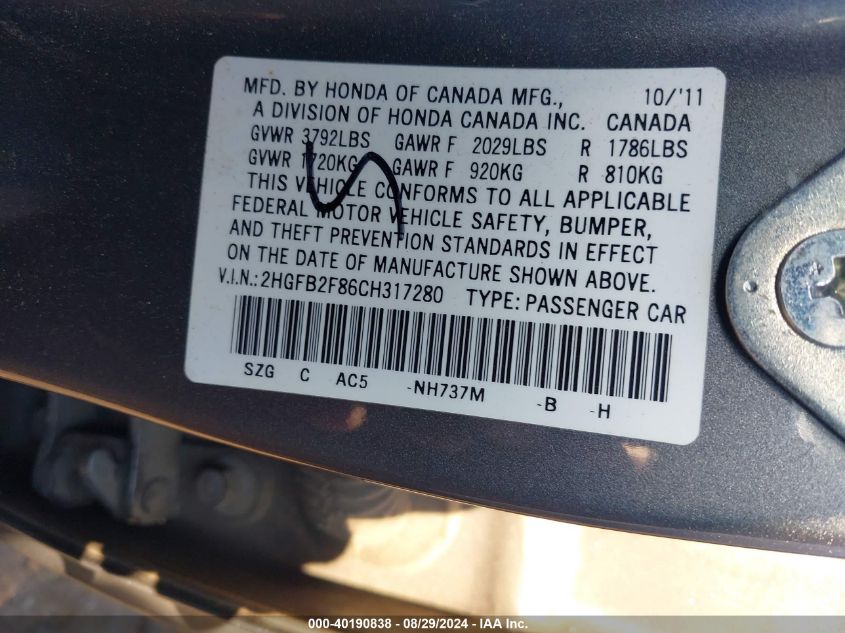 MFD. BY HONDA OF CANADA MFG., 10/'11
A DIVISION OF HONDA CANADA INC. CANADA
GVWR 3792LBS GAWR F 2029LBS R 1786LBS
GVWR 1720KG GAWR F 920KG R 810KG
THIS VEHICLE CONFORMS TO ALL APPLICABLE
FEDERAL MOTOR VEHICLE SAFETY, BUMPER,
AND THEFT PREVENTION STANDARDS IN EFFECT
ON THE DATE OF MANUFACTURE SHOWN ABOVE.
V.I.N.: 2HGFB2F86CH317280 TYPE: PASSENGER CAR
SZG C AC5 -NH737M -B -H
000-40190838 - 08/29/2024 - IAA Inc.